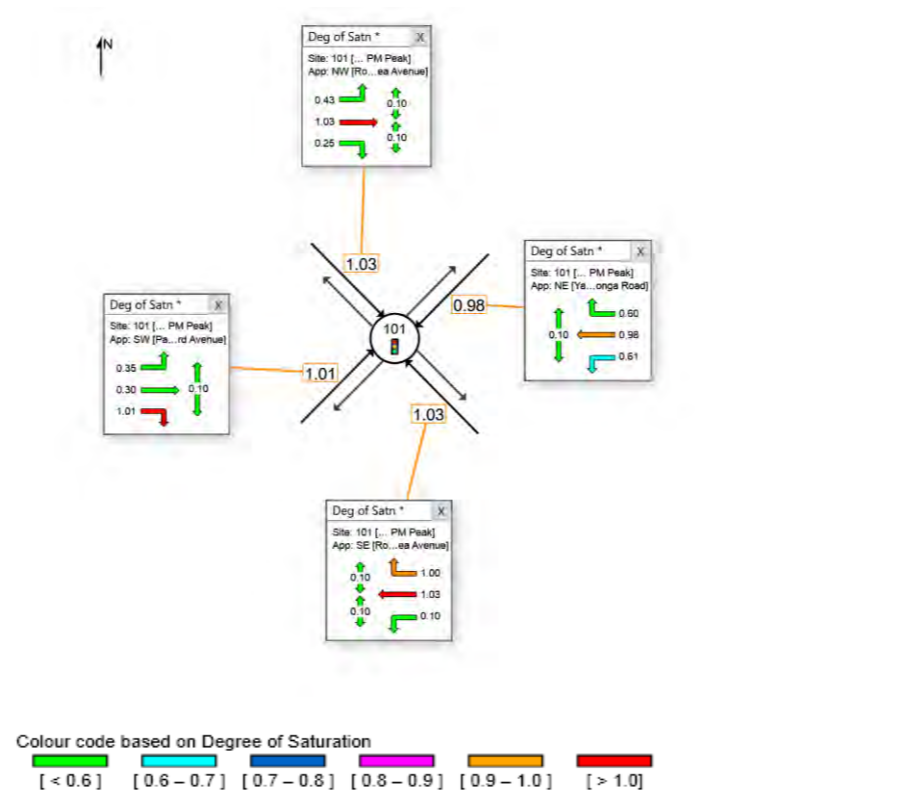 N
Deg of Satn * X
Site: 101 [... PM Peak]
App: NW [Ro...ea Avenue]
0.43
0.10
1.03
0.10
0.25
1.03
Deg of Satn * X
Site: 101 [... PM Peak]
App: NE [Ya...onga Road]
0.60
0.10
0.98
0.61
0.98
101
Deg of Satn * X
Site: 101 [... PM Peak]
App: SW [Pa...rd Avenue]
0.35
0.30
0.10
1.01
1.01
1.03
Deg of Satn * X
Site: 101 [... PM Peak]
App: SE [Ro...ea Avenue]
0.10
1.00
1.03
0.10
0.10
Colour code based on Degree of Saturation
[ < 0.6 ] [ 0.6 – 0.7 ] [ 0.7 – 0.8 ] [ 0.8 – 0.9 ] [ 0.9 – 1.0 ] [ > 1.0]